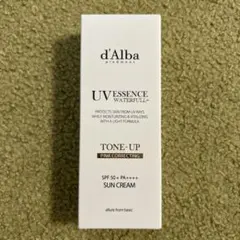 d'Alba
piedmont
UV ESSENCE
WATERFULL+
PROTECTS SKIN FROM UV RAYS
WHILE MOISTURIZING & VITALIZING
WITH A LIGHT FORMULA
TONE-UP
PINK CORRECTING
SPF 50+ PA++++
SUN CREAM